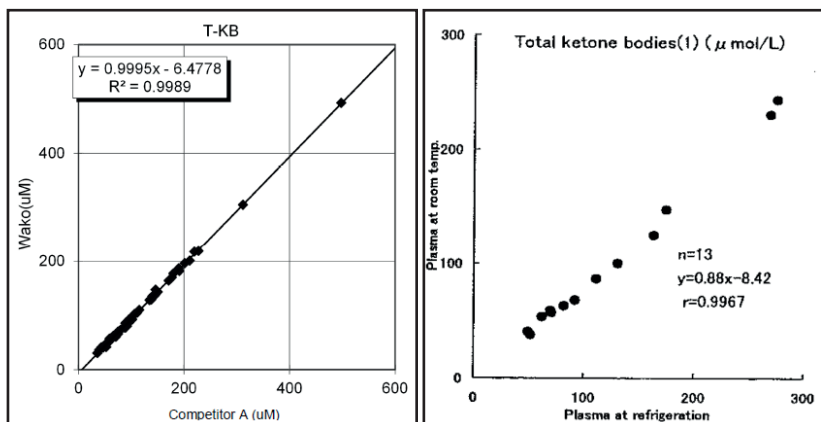 T-KB
600
y = 0.9995x - 6.4778
R² = 0.9989
400
Wako(uM)
200
0
0 200 400 600
Competitor A (uM)
300
Total ketone bodies(1) (μ mol/L)
200
Plasma at room temp.
n=13
100
y=0.88x-8.42
r=0.9967
0
0 100 200 300
Plasma at refrigeration